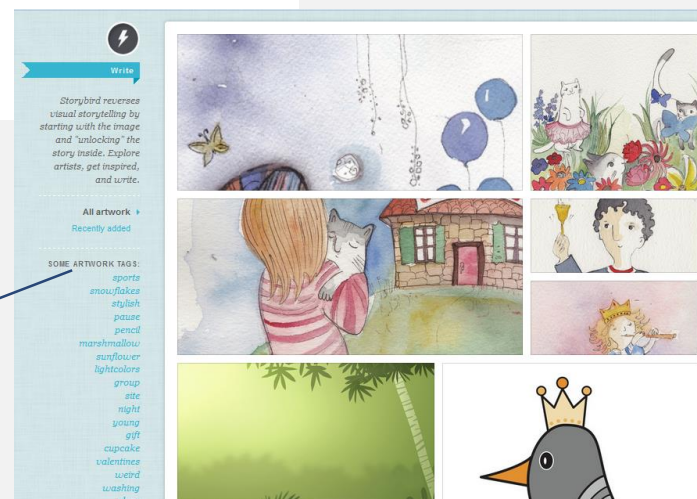 Write
Storybird reverses
visual storytelling by
starting with the image
and "unlocking" the
story inside. Explore
artists, get inspired,
and write.
All artwork
Recently added
SOME ARTWORK TAGS:
sports
snowflakes
stylish
pause
pencil
marshmallow
sunflower
lightcolors
group
site
night
young
gift
cupcake
valentines
weird
washing